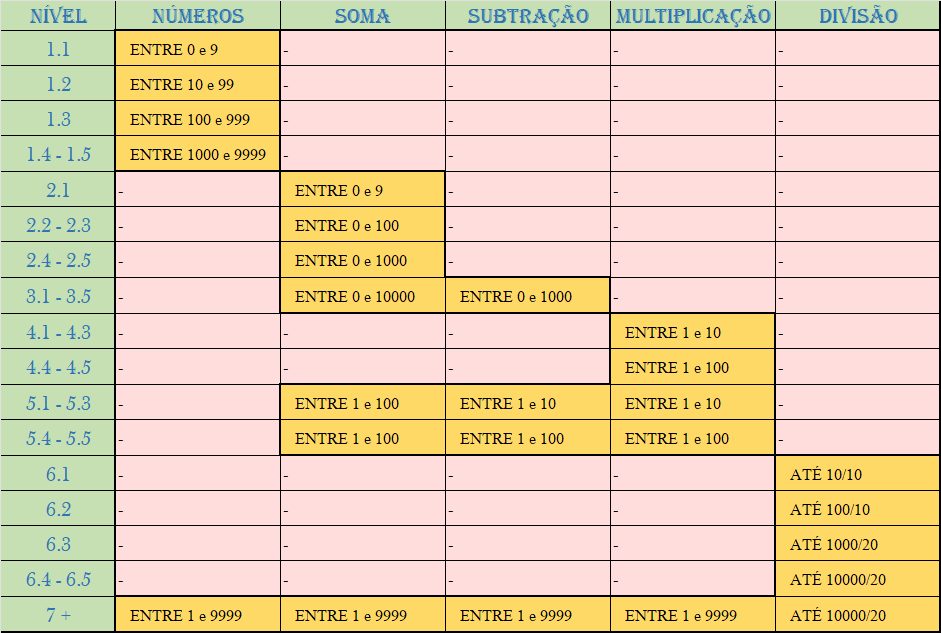 NÍVEL NÚMEROS SOMA SUBTRAÇÃO MULTIPLICAÇÃO DIVISÃO
1.1 ENTRE 0 e 9 - - - -
1.2 ENTRE 10 e 99 - - - -
1.3 ENTRE 100 e 999 - - - -
1.4 - 1.5 ENTRE 1000 e 9999 - - - -
2.1 - ENTRE 0 e 9 - - -
2.2 - 2.3 - ENTRE 0 e 100 - - -
2.4 - 2.5 - ENTRE 0 e 1000 - - -
3.1 - 3.5 - ENTRE 0 e 10000 ENTRE 0 e 1000 - -
4.1 - 4.3 - - - ENTRE 1 e 10 -
4.4 - 4.5 - - - ENTRE 1 e 100 -
5.1 - 5.3 - ENTRE 1 e 100 ENTRE 1 e 10 ENTRE 1 e 10 -
5.4 - 5.5 - ENTRE 1 e 100 ENTRE 1 e 100 ENTRE 1 e 100 -
6.1 - - - - ATÉ 10/10
6.2 - - - - ATÉ 100/10
6.3 - - - - ATÉ 1000/20
6.4 - 6.5 - - - - ATÉ 10000/20
7 + ENTRE 1 e 9999 ENTRE 1 e 9999 ENTRE 1 e 9999 ENTRE 1 e 9999 ATÉ 10000/20